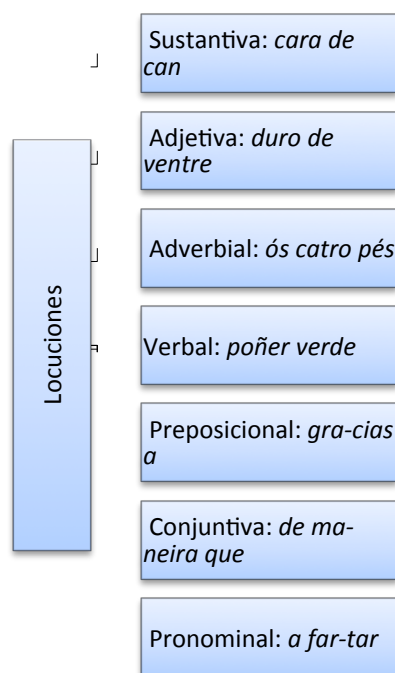 Locuciones
Sustantiva: cara de
can
Adjetiva: duro de
ventre
Adverbial: ós catro pés
Verbal: poñer verde
Preposicional: gra-cias
a
Conjuntiva: de ma-
neira que
Pronominal: a far-tar